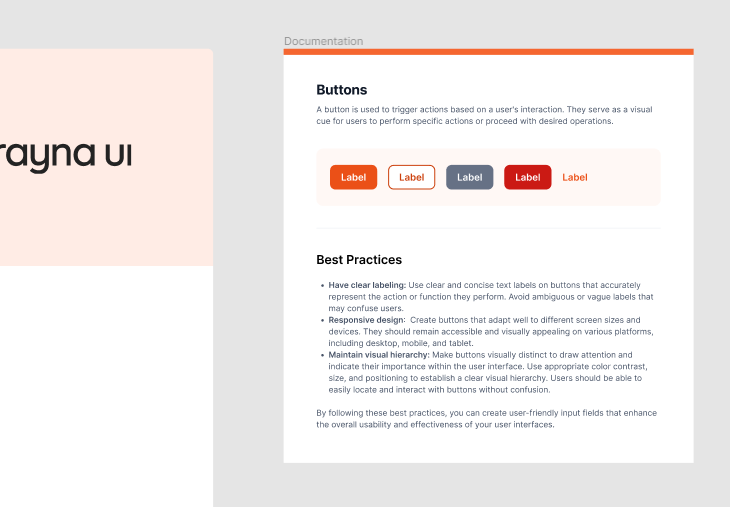 Documentation
rayna ui
Buttons
A button is used to trigger actions based on a user's interaction. They serve as a visual
cue for users to perform specific actions or proceed with desired operations.
Label Label Label Label Label
Best Practices
• Have clear labeling: Use clear and concise text labels on buttons that accurately
represent the action or function they perform. Avoid ambiguous or vague labels that
may confuse users.
• Responsive design: Create buttons that adapt well to different screen sizes and
devices. They should remain accessible and visually appealing on various platforms,
including desktop, mobile, and tablet.
• Maintain visual hierarchy: Make buttons visually distinct to draw attention and
indicate their importance within the user interface. Use appropriate color contrast,
size, and positioning to establish a clear visual hierarchy. Users should be able to
easily locate and interact with buttons without confusion.
By following these best practices, you can create user-friendly input fields that enhance
the overall usability and effectiveness of your user interfaces.